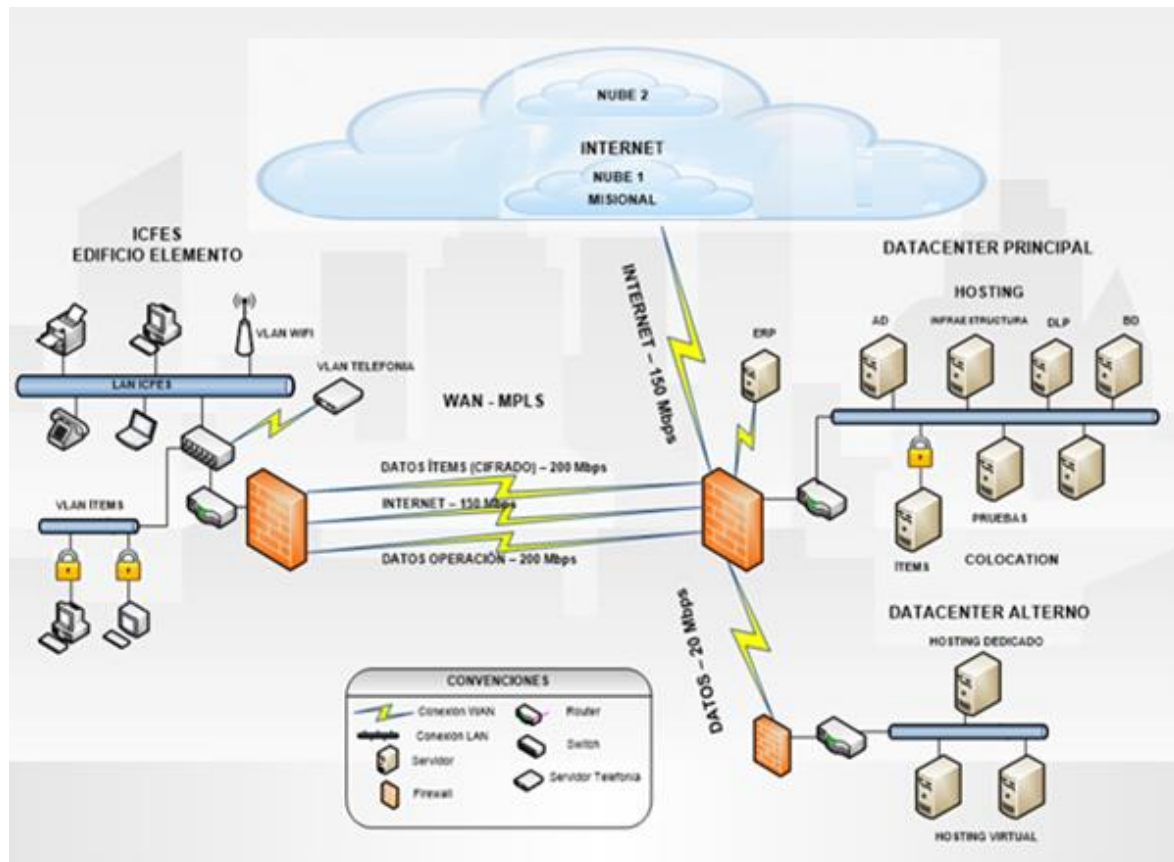 NUBE 2
INTERNET
NUBE 1
MISIONAL
ICFES
EDIFICIO ELEMENTO
VLAN WIFI
LAN ICFES
VLAN TELEFONIA
VLAN ÍTEMS
WAN - MPLS
DATOS ÍTEMS (CIFRADO) – 200 Mbps
INTERNET – 150 Mbps
DATOS OPERACIÓN – 200 Mbps
INTERNET – 150 Mbps
ERP
DATACENTER PRINCIPAL
HOSTING
AD
INFRAESTRUCTURA
DLP
BD
PRUEBAS
ÍTEMS
COLOCATION
DATOS – 20 Mbps
DATACENTER ALTERNO
HOSTING DEDICADO
HOSTING VIRTUAL
CONVENCIONES
Conexión WAN
Router
Conexión LAN
Switch
Servidor
Servidor Telefonia
Firewall